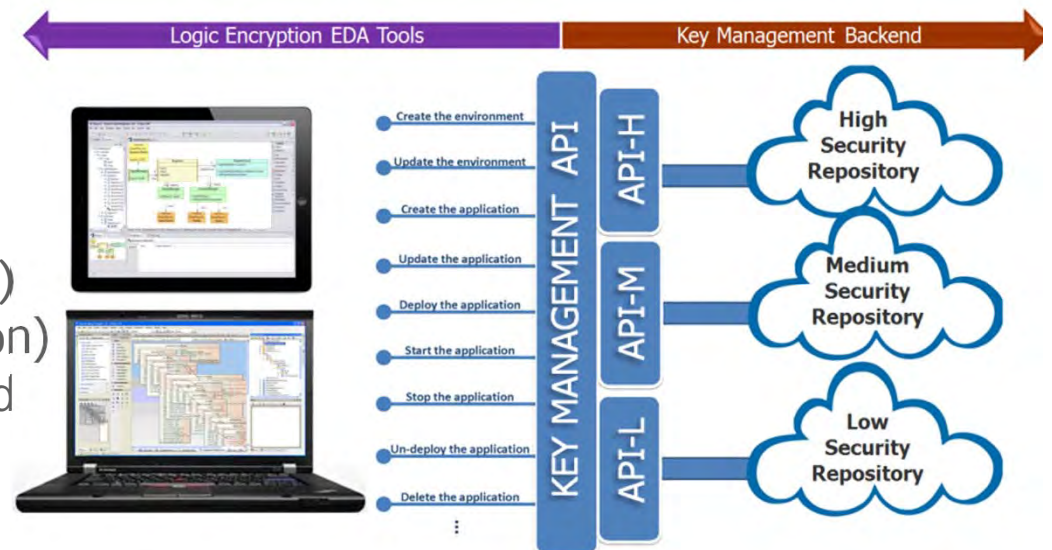 Logic Encryption EDA Tools
Key Management Backend
Create the environment
Update the environment
Create the application
Update the application
Deploy the application
Start the application
Stop the application
Un-deploy the application
Delete the application
⋮
)
on)
d
KEY MANAGEMENT API
API-H
API-M
API-L
High
Security
Repository
Medium
Security
Repository
Low
Security
Repository